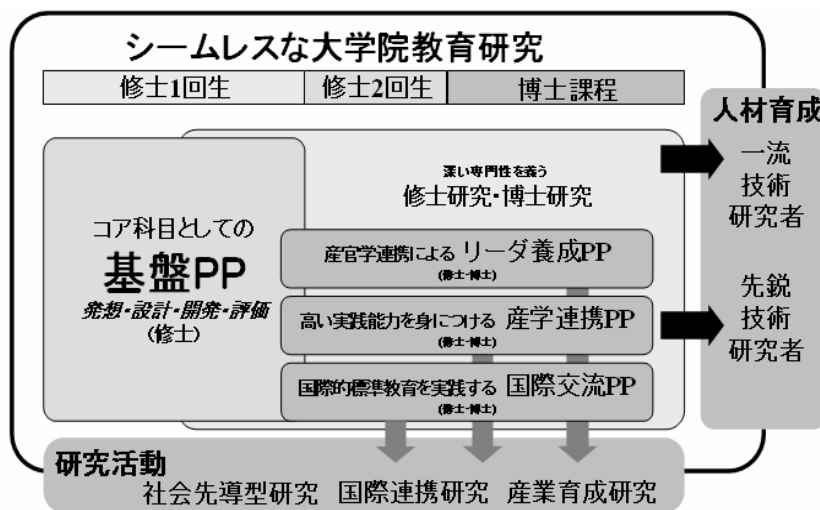 シームレスな大学院教育研究
修士1回生
修士2回生
博士課程
人材育成
一流
技術
研究者
先鋭
技術
研究者
深い専門性を養う
修士研究・博士研究
コア科目としての
基盤PP
発想・設計・開発・評価
(修士)
産官学連携による リーダ養成PP
(修士-博士)
高い実践能力を身につける 産学連携PP
(修士-博士)
国際的標準教育を実践する 国際交流PP
(修士-博士)
研究活動
社会先導型研究 国際連携研究 産業育成研究